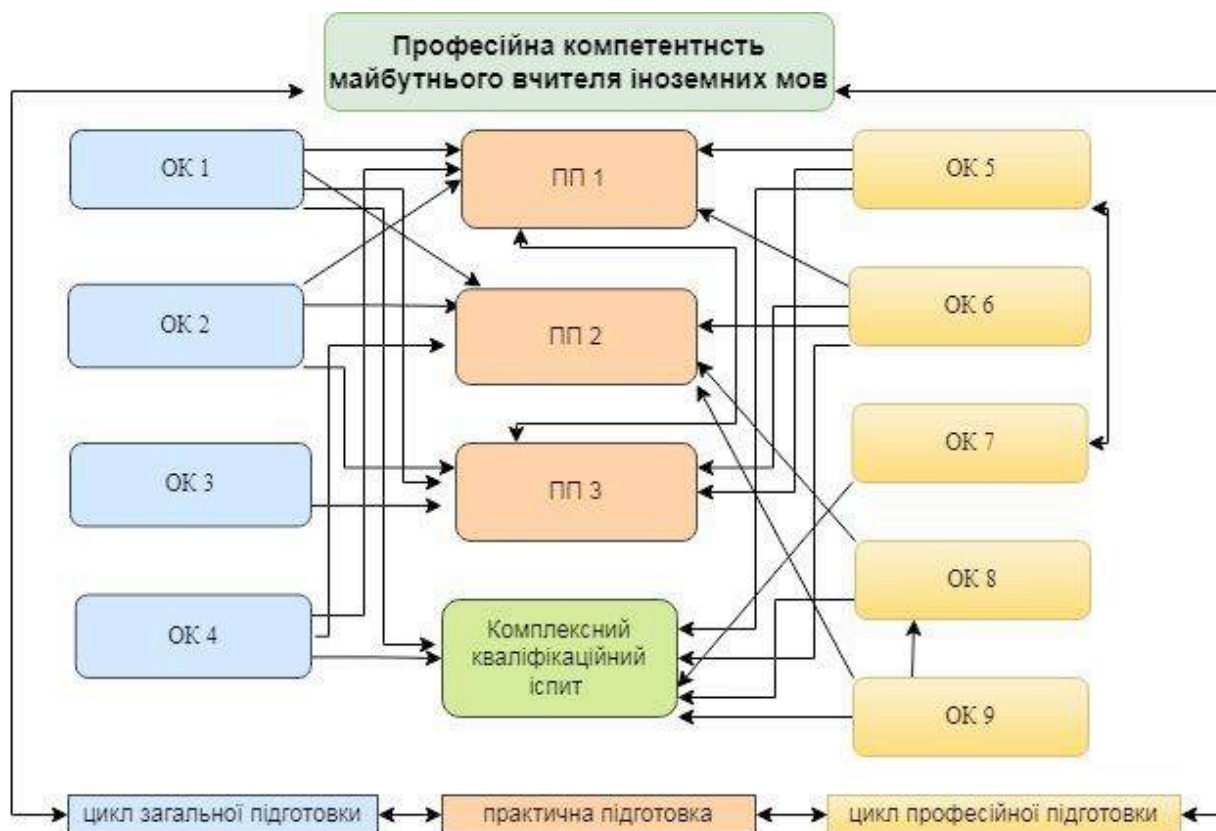 Професійна компетентнсть
майбутнього вчителя іноземних мов
ОК 1
ПП 1
ОК 5
ОК 2
ПП 2
ОК 6
ОК 3
ПП 3
ОК 7
ОК 4
Комплексний
кваліфікаційний
іспит
ОК 8
ОК 9
цикл загальної підготовки
практична підготовка
цикл професійної підготовки